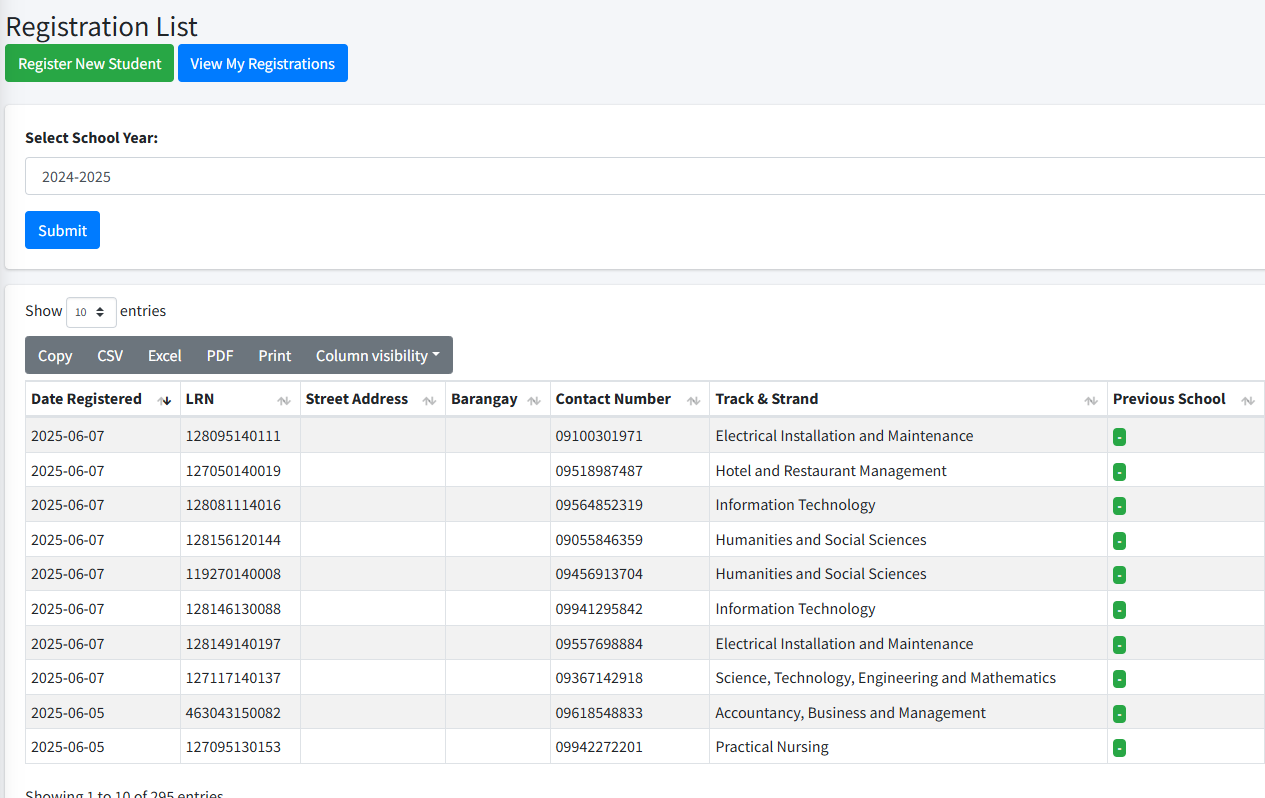 Registration List
Register New Student View My Registrations
Select School Year:
2024-2025
Submit
Show 10 entries
Copy CSV Excel PDF Print Column visibility
Date Registered LRN Street Address Barangay Contact Number Track & Strand Previous School
2025-06-07 128095140111 09100301971 Electrical Installation and Maintenance -
2025-06-07 127050140019 09518987487 Hotel and Restaurant Management -
2025-06-07 128081114016 09564852319 Information Technology -
2025-06-07 128156120144 09055846359 Humanities and Social Sciences -
2025-06-07 119270140008 09456913704 Humanities and Social Sciences -
2025-06-07 128146130088 09941295842 Information Technology -
2025-06-07 128149140197 09557698884 Electrical Installation and Maintenance -
2025-06-07 127117140137 09367142918 Science, Technology, Engineering and Mathematics -
2025-06-05 463043150082 09618548833 Accountancy, Business and Management -
2025-06-05 127095130153 09942272201 Practical Nursing -
Showing 1 to 10 of 295 entries